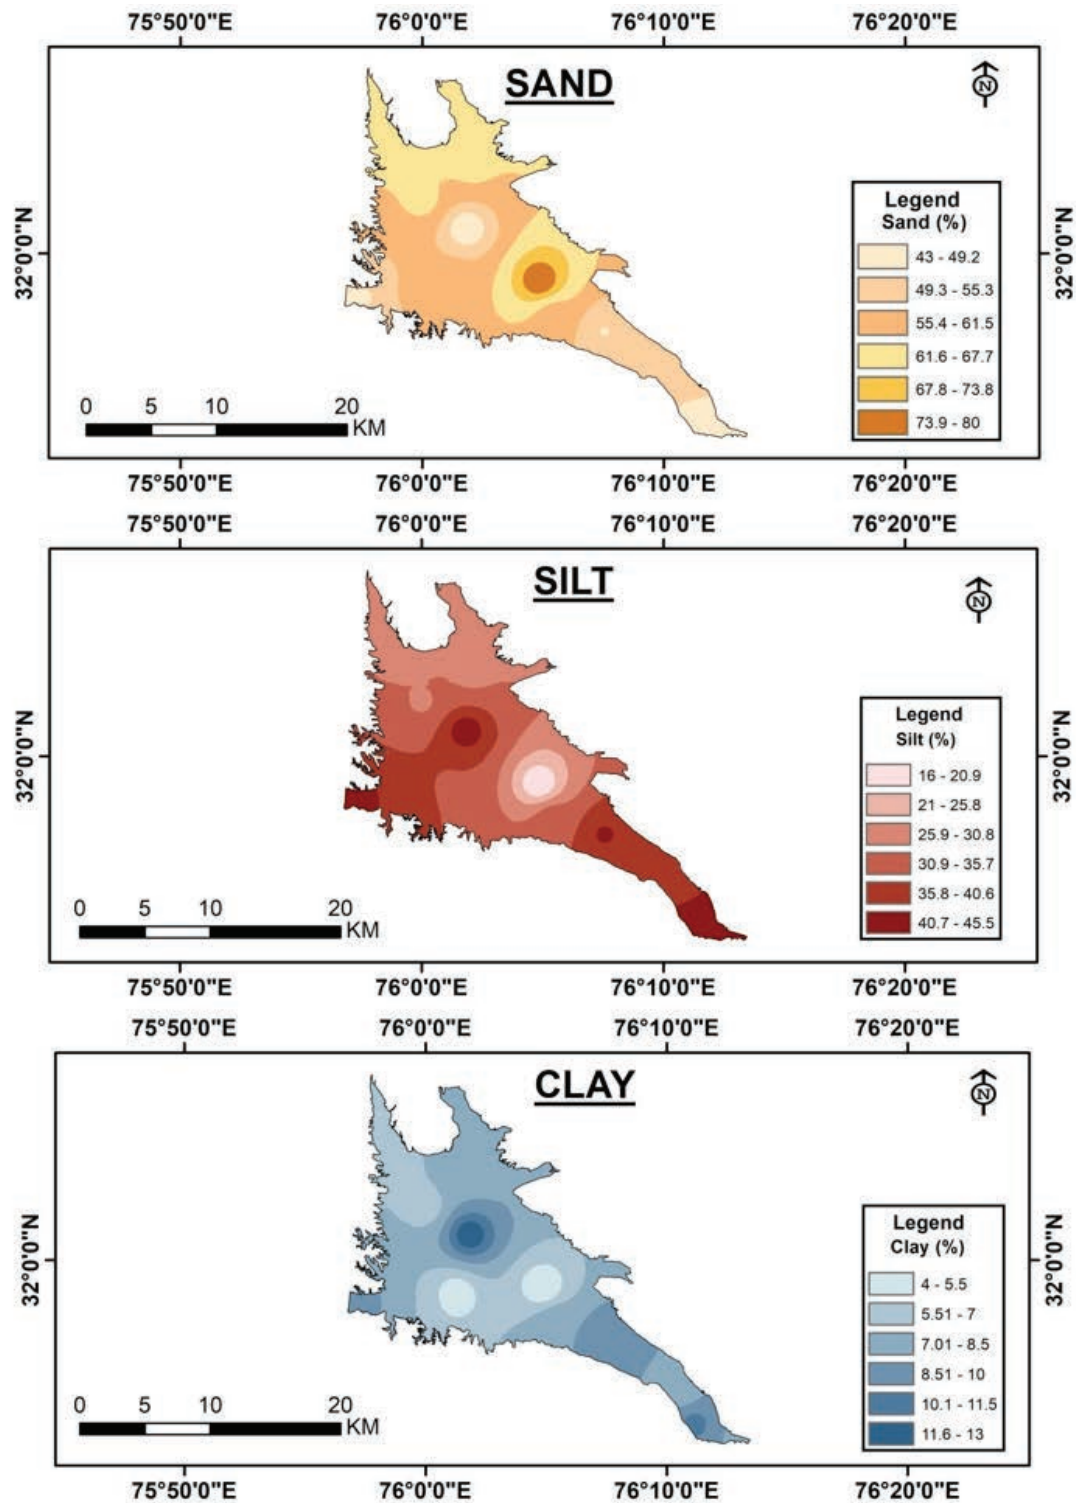 75°50'0"E 76°0'0"E 76°10'0"E 76°20'0"E
SAND
N
32°0'0"N
32°0'0"N
Legend
Sand (%)
43 - 49.2
49.3 - 55.3
55.4 - 61.5
61.6 - 67.7
67.8 - 73.8
73.9 - 80
0 5 10 20
KM
75°50'0"E 76°0'0"E 76°10'0"E 76°20'0"E
75°50'0"E 76°0'0"E 76°10'0"E 76°20'0"E
SILT
N
32°0'0"N
32°0'0"N
Legend
Silt (%)
16 - 20.9
21 - 25.8
25.9 - 30.8
30.9 - 35.7
35.8 - 40.6
40.7 - 45.5
0 5 10 20
KM
75°50'0"E 76°0'0"E 76°10'0"E 76°20'0"E
75°50'0"E 76°0'0"E 76°10'0"E 76°20'0"E
CLAY
N
32°0'0"N
32°0'0"N
Legend
Clay (%)
4 - 5.5
5.51 - 7
7.01 - 8.5
8.51 - 10
10.1 - 11.5
11.6 - 13
0 5 10 20
KM
75°50'0"E 76°0'0"E 76°10'0"E 76°20'0"E